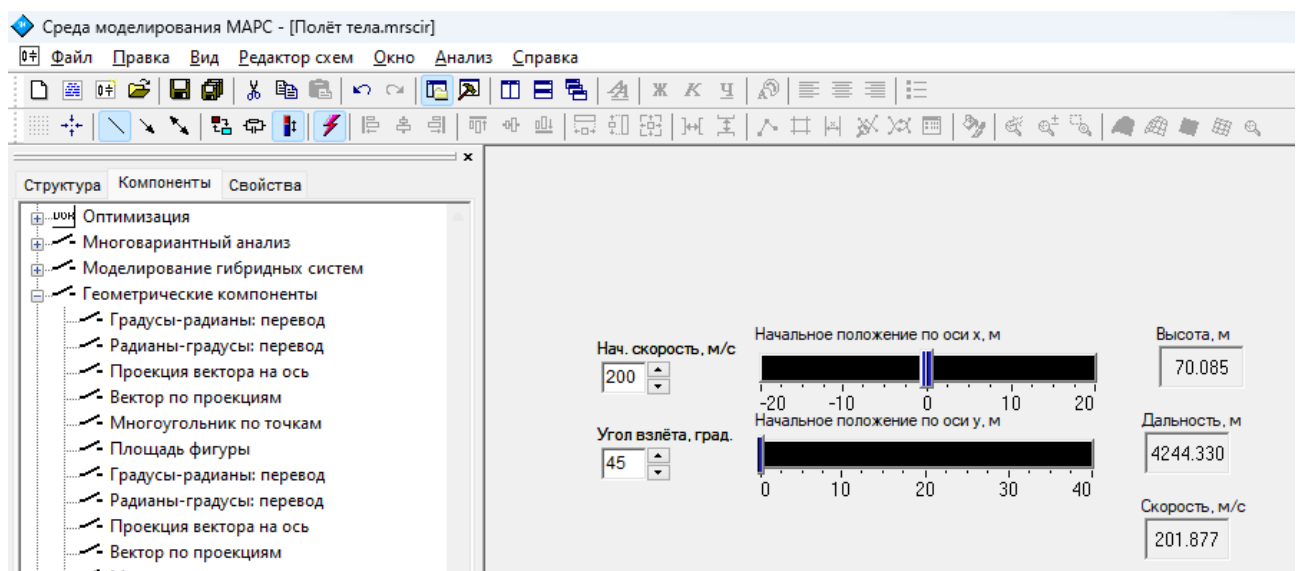 Среда моделирования МАРС - [Полёт тела.mrscir]
Файл Правка Вид Редактор схем Окно Анализ Справка
Ж К Ч
Структура Компоненты Свойства
Оптимизация
Многовариантный анализ
Моделирование гибридных систем
Геометрические компоненты
Градусы-радианы: перевод
Радианы-градусы: перевод
Проекция вектора на ось
Вектор по проекциям
Многоугольник по точкам
Площадь фигуры
Градусы-радианы: перевод
Радианы-градусы: перевод
Проекция вектора на ось
Вектор по проекциям
Нач. скорость, м/с
200
Угол взлёта, град.
45
Начальное положение по оси x, м
-20 -10 0 10 20
Начальное положение по оси y, м
0 10 20 30 40
Высота, м
70.085
Дальность, м
4244.330
Скорость, м/с
201.877